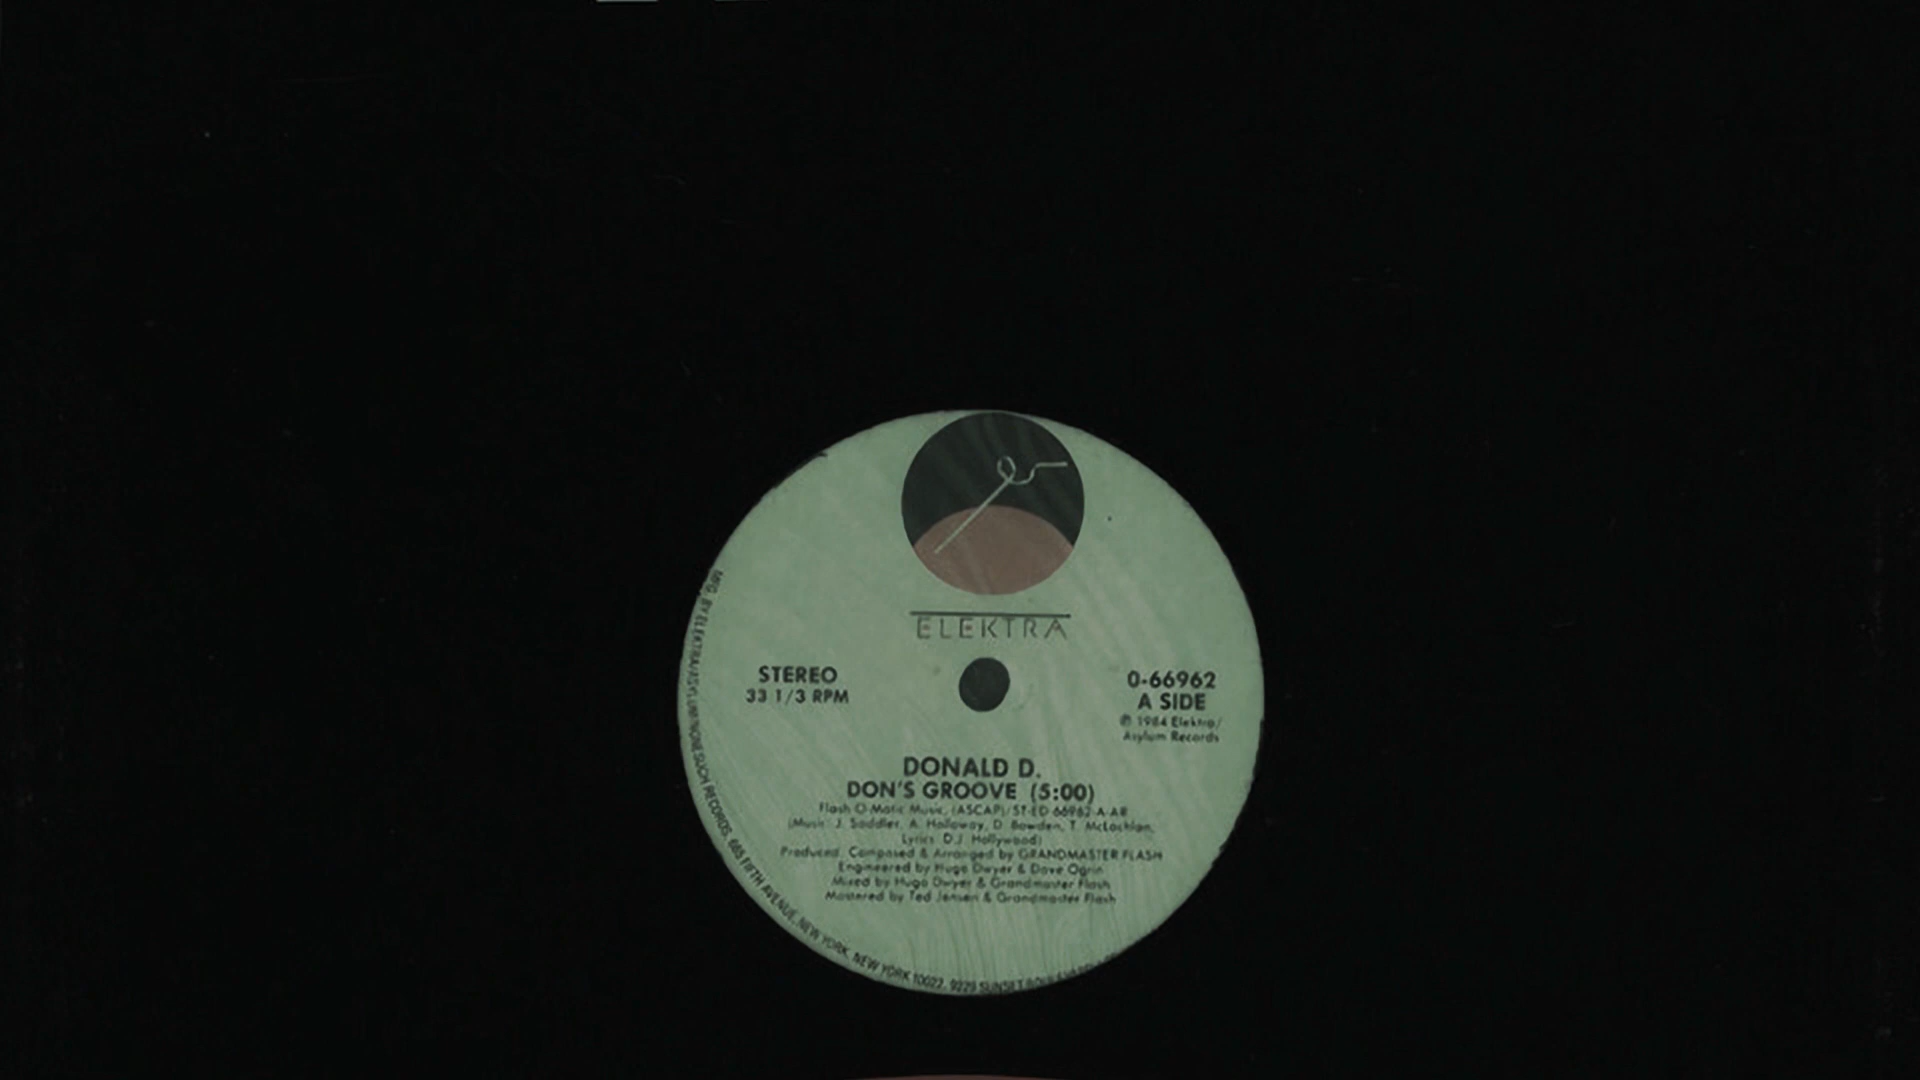 ELEKTRA
STEREO
33 1/3 RPM
0-66962
A SIDE
℗ 1984 Elektra/
Asylum Records
DONALD D.
DON'S GROOVE (5:00)
Flash-O-Matic Music, (ASCAP)/ST-ED-66962-A-AR
(Music: J. Saddler, A. Holloway, D. Bowden, T. McLochlan,
Lyrics: D.J. Hollywood)
Produced, Composed & Arranged by GRANDMASTER FLASH
Engineered by Hugo Dwyer & Dave Ogrin
Mixed by Hugo Dwyer & Grandmaster Flash
Mastered by Ted Jensen & Grandmaster Flash
MFG. BY ELEKTRA/ASYLUM/NONESUCH RECORDS, 665 FIFTH AVENUE, NEW YORK, NEW YORK 10022. 9229 SUNSET BOULEVARD